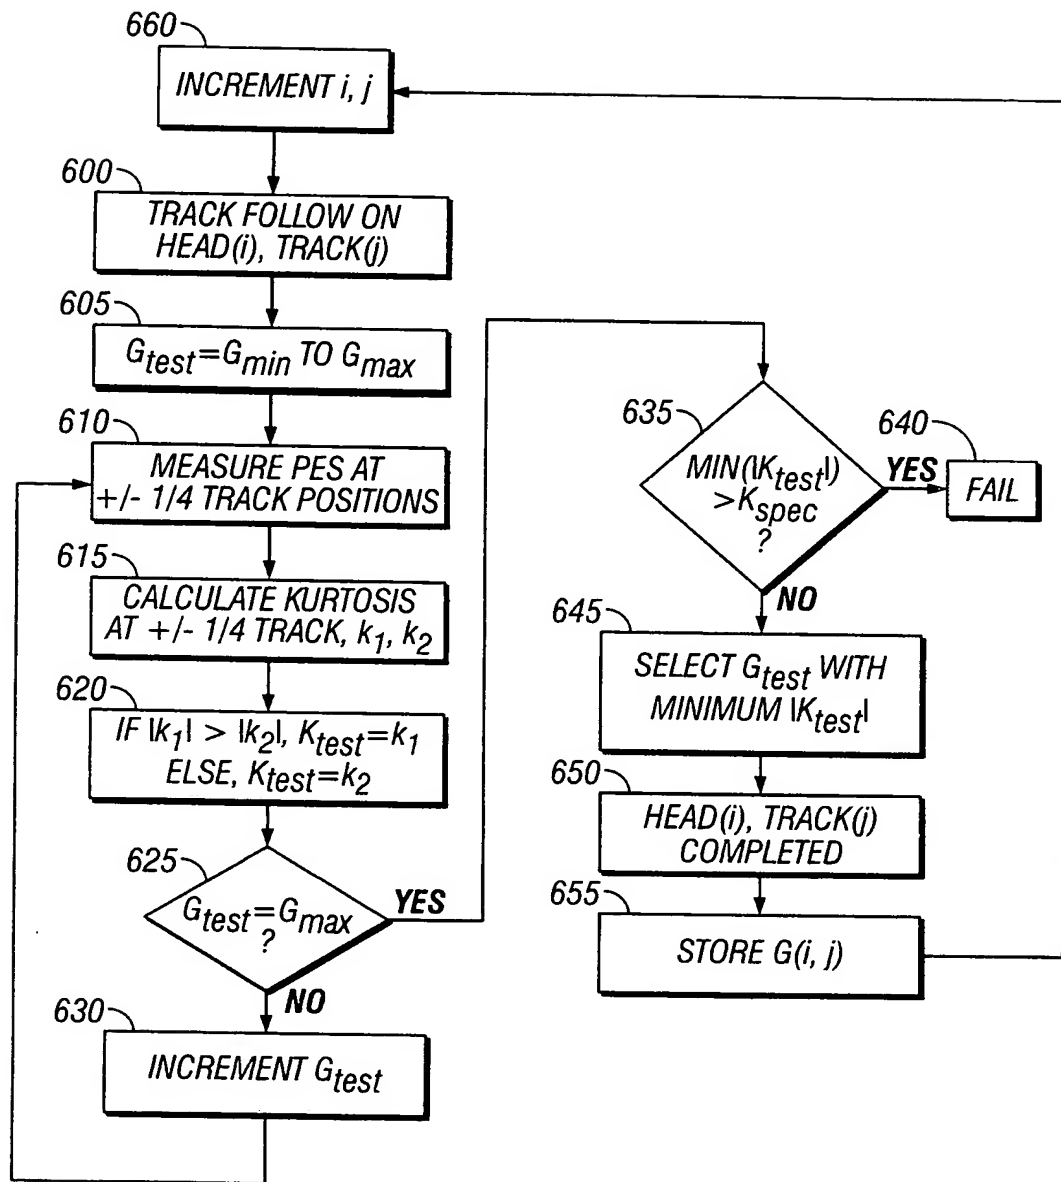 660
INCREMENT i, j
600
TRACK FOLLOW ON
HEAD(i), TRACK(j)
605
G_test=G_min TO G_max
610
MEASURE PES AT
+/- 1/4 TRACK POSITIONS
615
CALCULATE KURTOSIS
AT +/- 1/4 TRACK, k_1, k_2
620
IF |k_1| > |k_2|, K_test=k_1
ELSE, K_test=k_2
625
G_test=G_max
?
YES
NO
630
INCREMENT G_test
635
MIN(|K_test|)
>K_spec
?
YES
640
FAIL
NO
645
SELECT G_test WITH
MINIMUM |K_test|
650
HEAD(i), TRACK(j)
COMPLETED
655
STORE G(i, j)